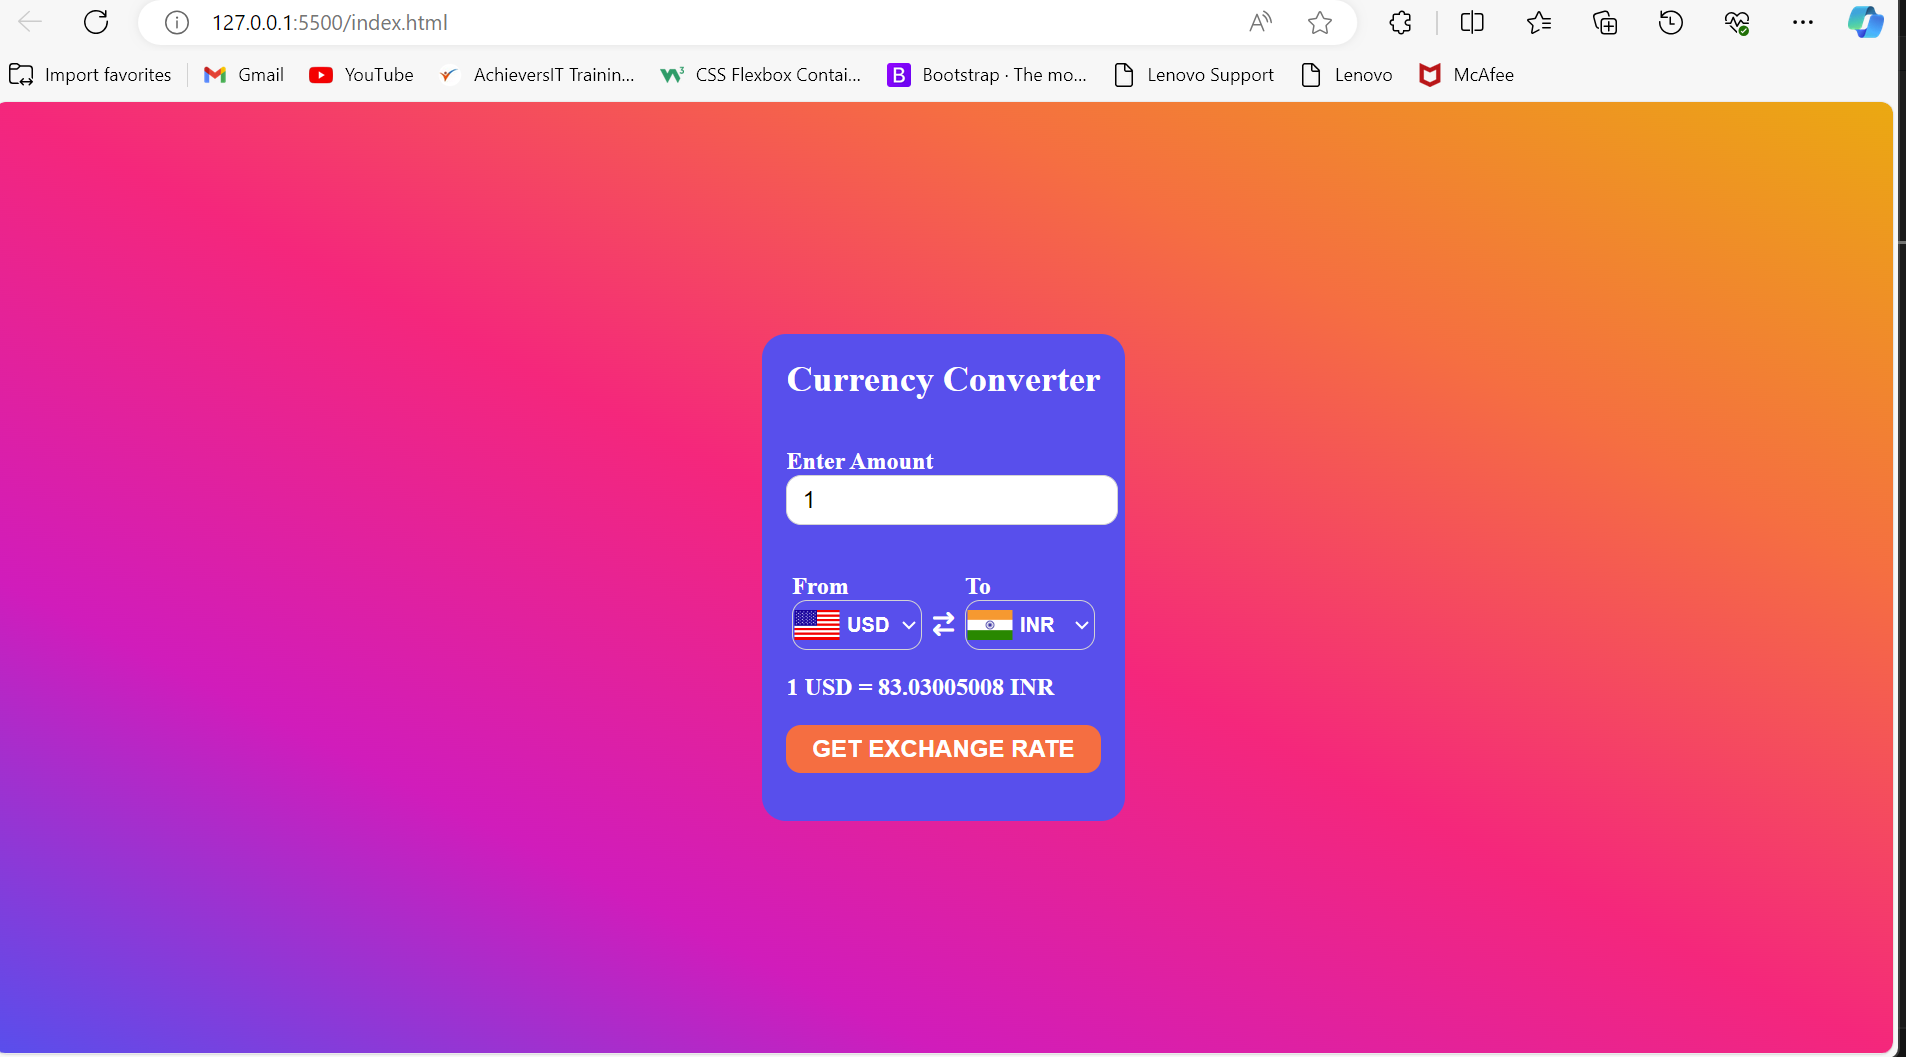 127.0.0.1:5500/index.html
Import favorites Gmail YouTube AchieversIT Trainin... CSS Flexbox Contai... B Bootstrap · The mo... Lenovo Support Lenovo McAfee
Currency Converter
Enter Amount
1
From To
USD INR
1 USD = 83.03005008 INR
GET EXCHANGE RATE